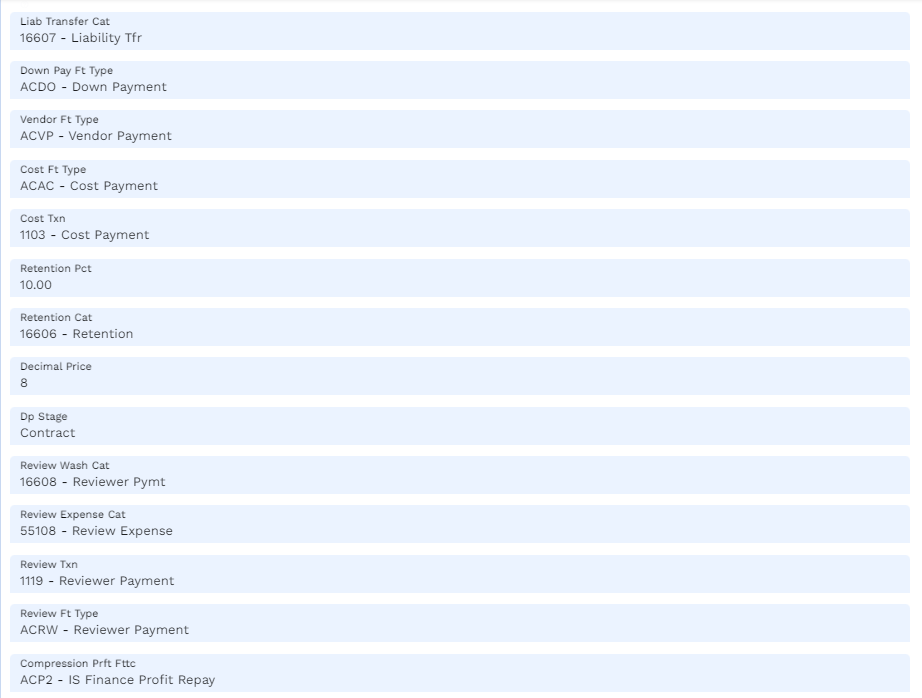 Liab Transfer Cat
16607 - Liability Tfr
Down Pay Ft Type
ACDO - Down Payment
Vendor Ft Type
ACVP - Vendor Payment
Cost Ft Type
ACAC - Cost Payment
Cost Txn
1103 - Cost Payment
Retention Pct
10.00
Retention Cat
16606 - Retention
Decimal Price
8
Dp Stage
Contract
Review Wash Cat
16608 - Reviewer Pymt
Review Expense Cat
55108 - Review Expense
Review Txn
1119 - Reviewer Payment
Review Ft Type
ACRW - Reviewer Payment
Compression Prft Fttc
ACP2 - IS Finance Profit Repay